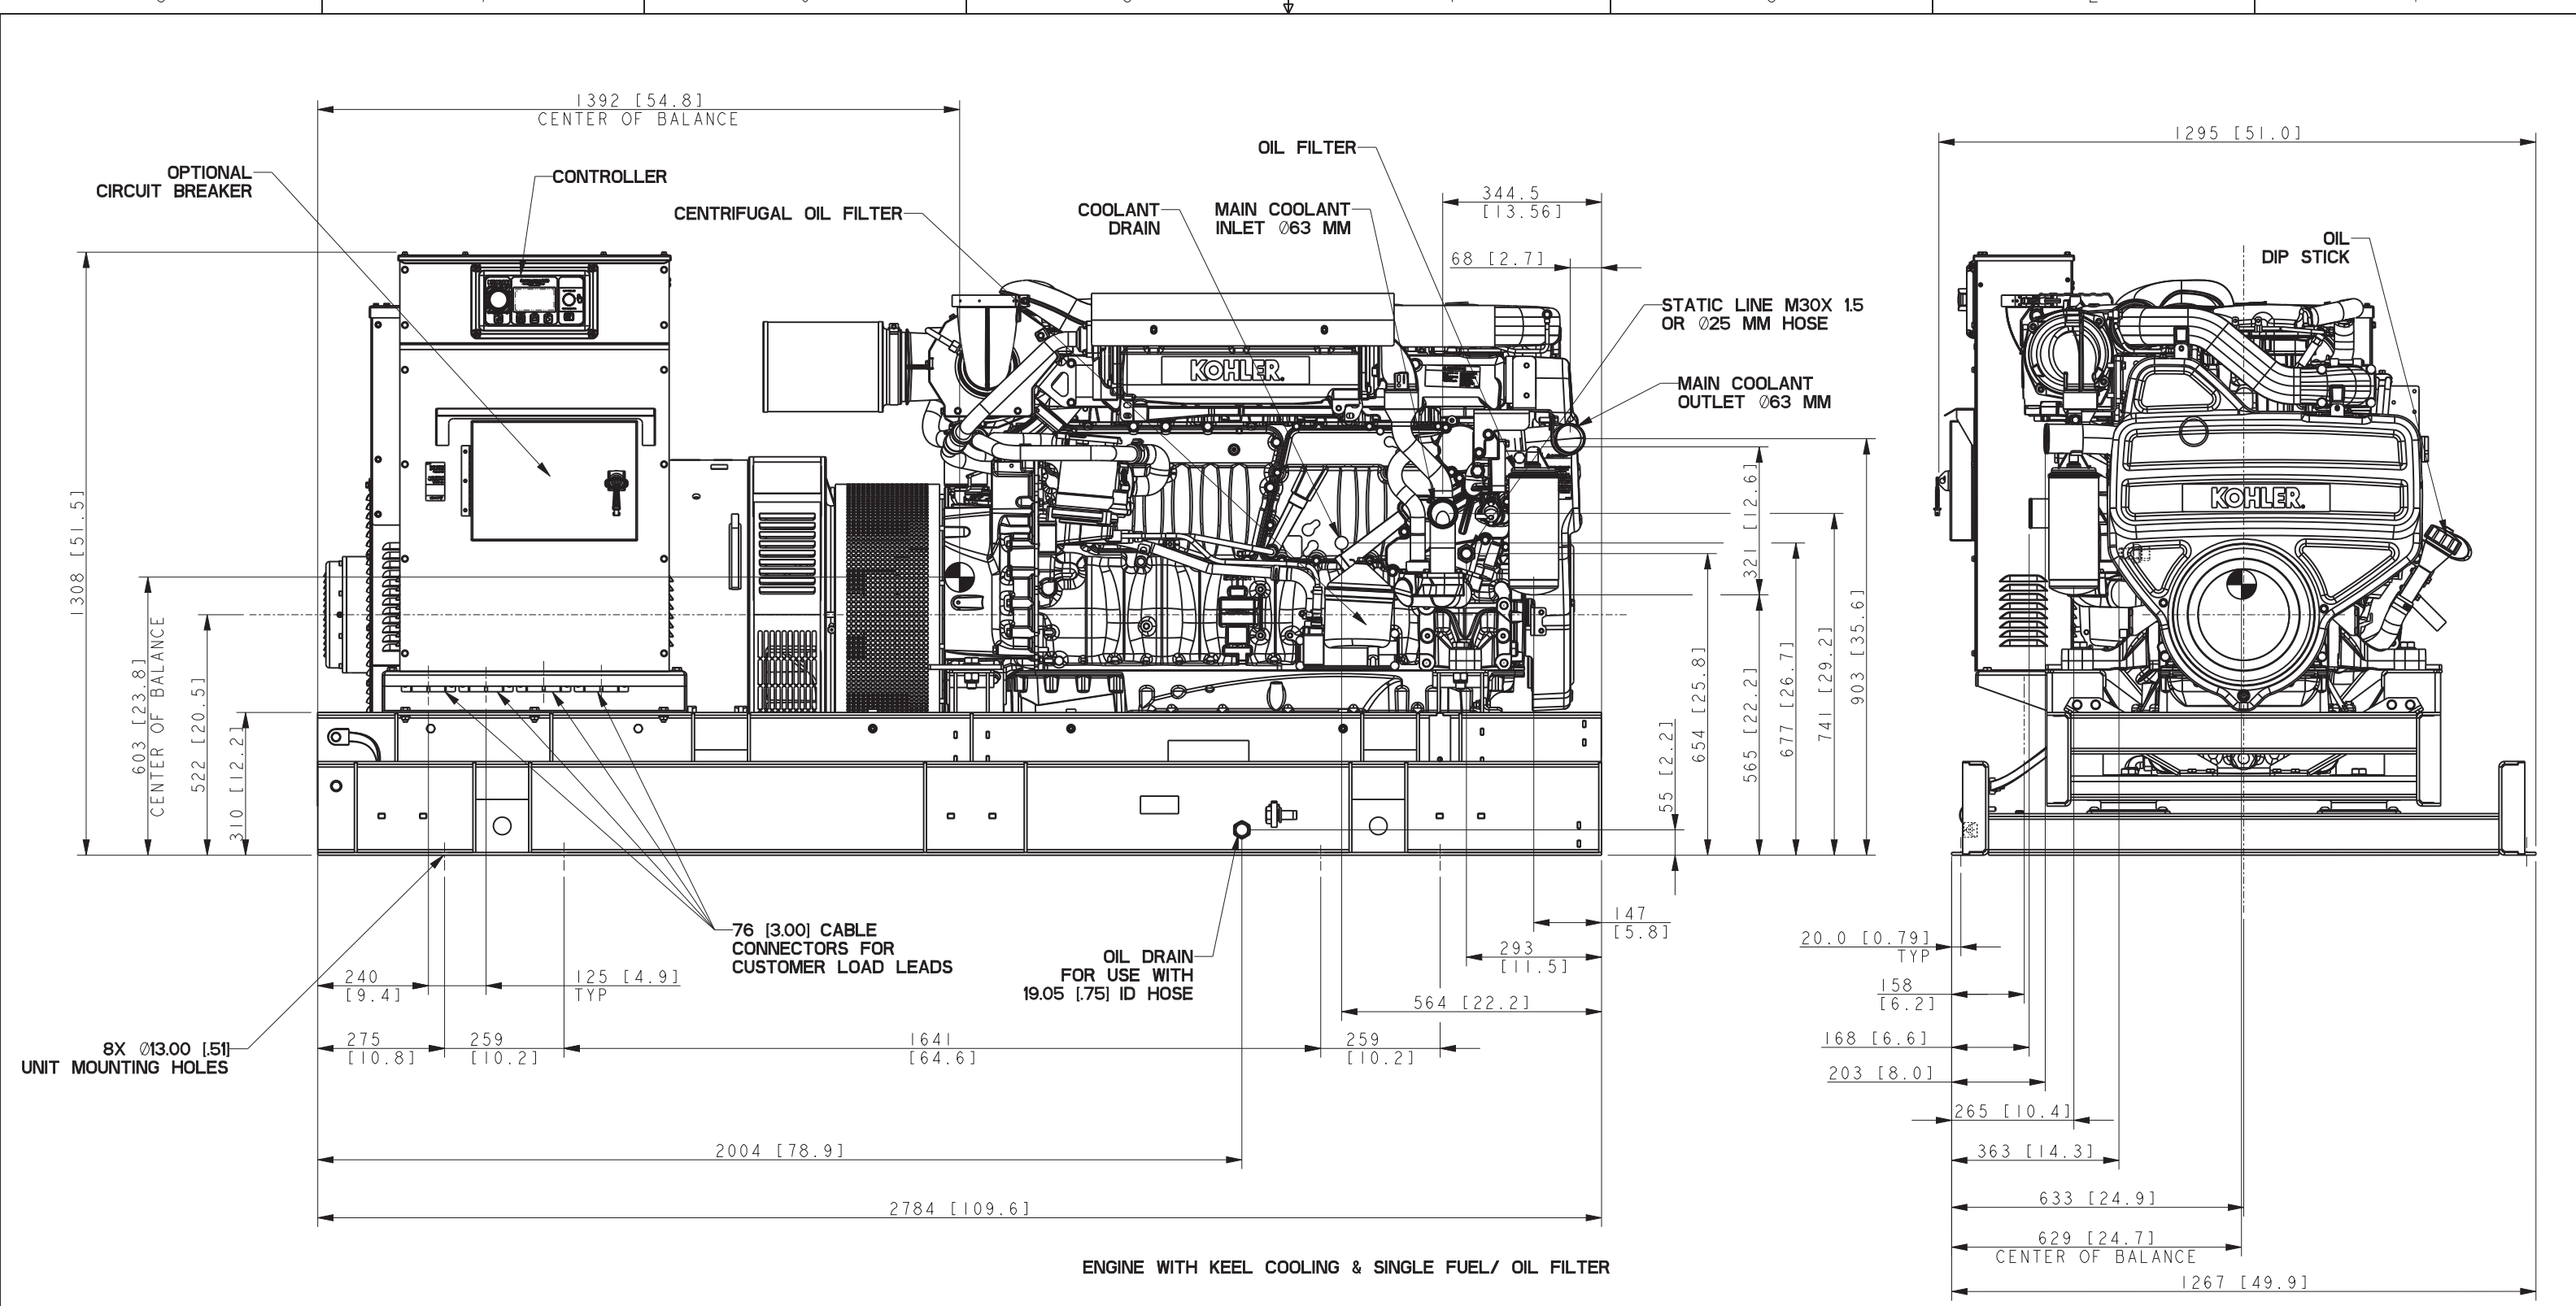 1392 [54.8]
CENTER OF BALANCE
OPTIONAL
CIRCUIT BREAKER
CONTROLLER
CENTRIFUGAL OIL FILTER
OIL FILTER
COOLANT
DRAIN
MAIN COOLANT
INLET Ø63 MM
344.5
[13.56]
68 [2.7]
STATIC LINE M30X 1.5
OR Ø25 MM HOSE
MAIN COOLANT
OUTLET Ø63 MM
1295 [51.0]
OIL
DIP STICK
KOHLER
KOHLER
1308 [51.5]
603 [23.8]
CENTER OF BALANCE
522 [20.5]
310 [12.2]
321 [12.6]
55 [2.2]
654 [25.8]
565 [22.2]
677 [26.7]
741 [29.2]
903 [35.6]
76 [3.00] CABLE
CONNECTORS FOR
CUSTOMER LOAD LEADS
OIL DRAIN
FOR USE WITH
19.05 [.75] ID HOSE
147
[5.8]
293
[11.5]
564 [22.2]
240
[9.4]
125 [4.9]
TYP
8X Ø13.00 [.51]
UNIT MOUNTING HOLES
275
[10.8]
259
[10.2]
1641
[64.6]
259
[10.2]
2004 [78.9]
2784 [109.6]
20.0 [0.79]
TYP
158
[6.2]
168 [6.6]
203 [8.0]
265 [10.4]
363 [14.3]
633 [24.9]
629 [24.7]
CENTER OF BALANCE
1267 [49.9]
ENGINE WITH KEEL COOLING & SINGLE FUEL/ OIL FILTER